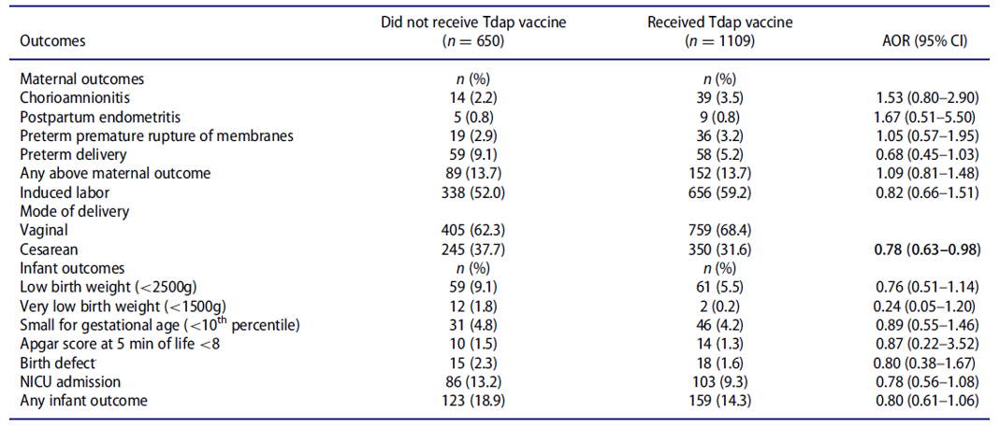 Outcomes Did not receive Tdap vaccine (n = 650) Received Tdap vaccine (n = 1109) AOR (95% CI)
Maternal outcomes n (%) n (%)
Chorioamnionitis 14 (2.2) 39 (3.5) 1.53 (0.80–2.90)
Postpartum endometritis 5 (0.8) 9 (0.8) 1.67 (0.51–5.50)
Preterm premature rupture of membranes 19 (2.9) 36 (3.2) 1.05 (0.57–1.95)
Preterm delivery 59 (9.1) 58 (5.2) 0.68 (0.45–1.03)
Any above maternal outcome 89 (13.7) 152 (13.7) 1.09 (0.81–1.48)
Induced labor 338 (52.0) 656 (59.2) 0.82 (0.66–1.51)
Mode of delivery
Vaginal 405 (62.3) 759 (68.4)
Cesarean 245 (37.7) 350 (31.6) 0.78 (0.63–0.98)
Infant outcomes n (%) n (%)
Low birth weight (<2500g) 59 (9.1) 61 (5.5) 0.76 (0.51–1.14)
Very low birth weight (<1500g) 12 (1.8) 2 (0.2) 0.24 (0.05–1.20)
Small for gestational age (<10th percentile) 31 (4.8) 46 (4.2) 0.89 (0.55–1.46)
Apgar score at 5 min of life <8 10 (1.5) 14 (1.3) 0.87 (0.22–3.52)
Birth defect 15 (2.3) 18 (1.6) 0.80 (0.38–1.67)
NICU admission 86 (13.2) 103 (9.3) 0.78 (0.56–1.08)
Any infant outcome 123 (18.9) 159 (14.3) 0.80 (0.61–1.06)